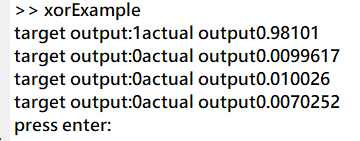 >> xorExample
target output:1actual output0.98101
target output:0actual output0.0099617
target output:0actual output0.010026
target output:0actual output0.0070252
press enter: